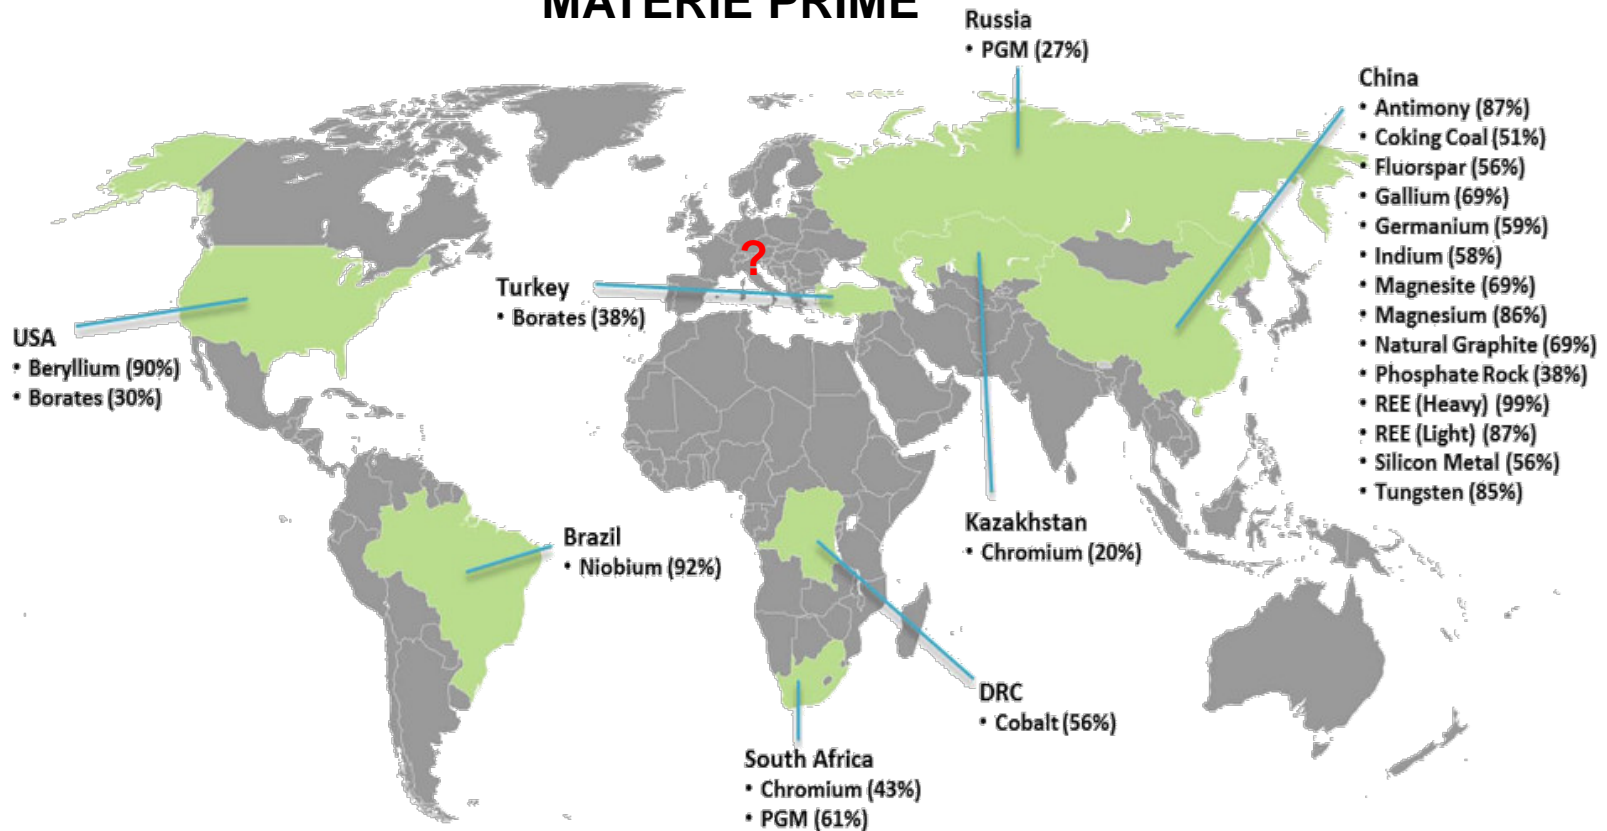 MATERIE PRIME
Russia
• PGM (27%)
China
• Antimony (87%)
• Coking Coal (51%)
• Fluorspar (56%)
• Gallium (69%)
• Germanium (59%)
• Indium (58%)
• Magnesite (69%)
• Magnesium (86%)
• Natural Graphite (69%)
• Phosphate Rock (38%)
• REE (Heavy) (99%)
• REE (Light) (87%)
• Silicon Metal (56%)
• Tungsten (85%)
?
Turkey
• Borates (38%)
USA
• Beryllium (90%)
• Borates (30%)
Brazil
• Niobium (92%)
Kazakhstan
• Chromium (20%)
DRC
• Cobalt (56%)
South Africa
• Chromium (43%)
• PGM (61%)